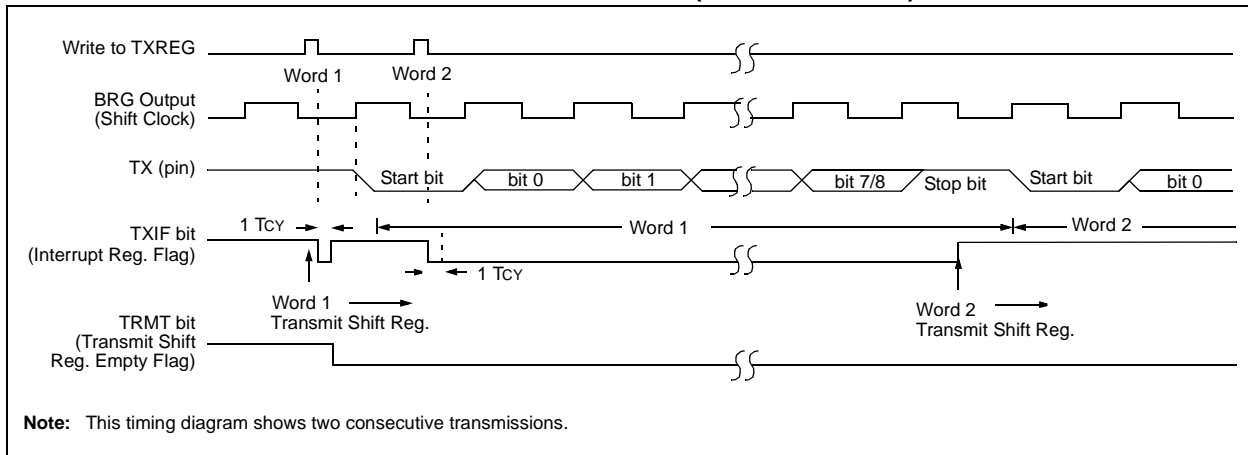 Write to TXREG
Word 1 Word 2
BRG Output
(Shift Clock)
TX (pin)
Start bit bit 0 bit 1 bit 7/8 Stop bit Start bit bit 0
1 TCY
TXIF bit
(Interrupt Reg. Flag)
Word 1 Word 2
1 TCY
Word 1
Transmit Shift Reg.
Word 2
Transmit Shift Reg.
TRMT bit
(Transmit Shift
Reg. Empty Flag)
Note: This timing diagram shows two consecutive transmissions.